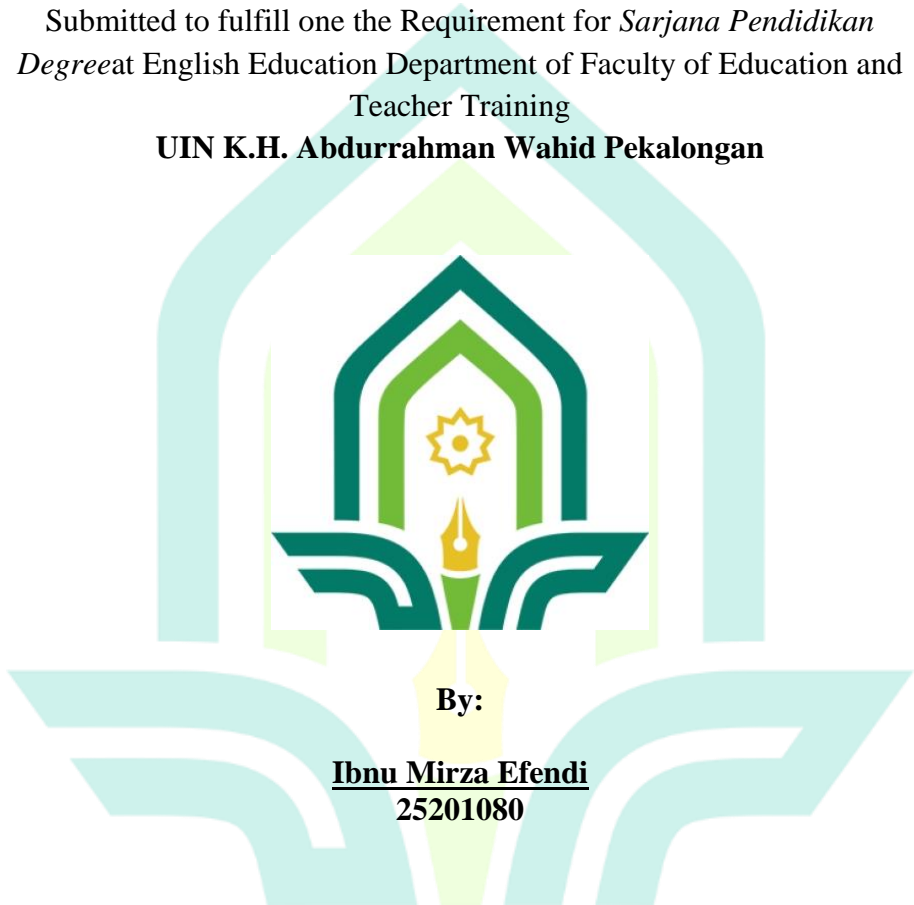 Submitted to fulfill one the Requirement for Sarjana Pendidikan
Degreeat English Education Department of Faculty of Education and
Teacher Training
UIN K.H. Abdurrahman Wahid Pekalongan
By:
Ibnu Mirza Efendi
25201080